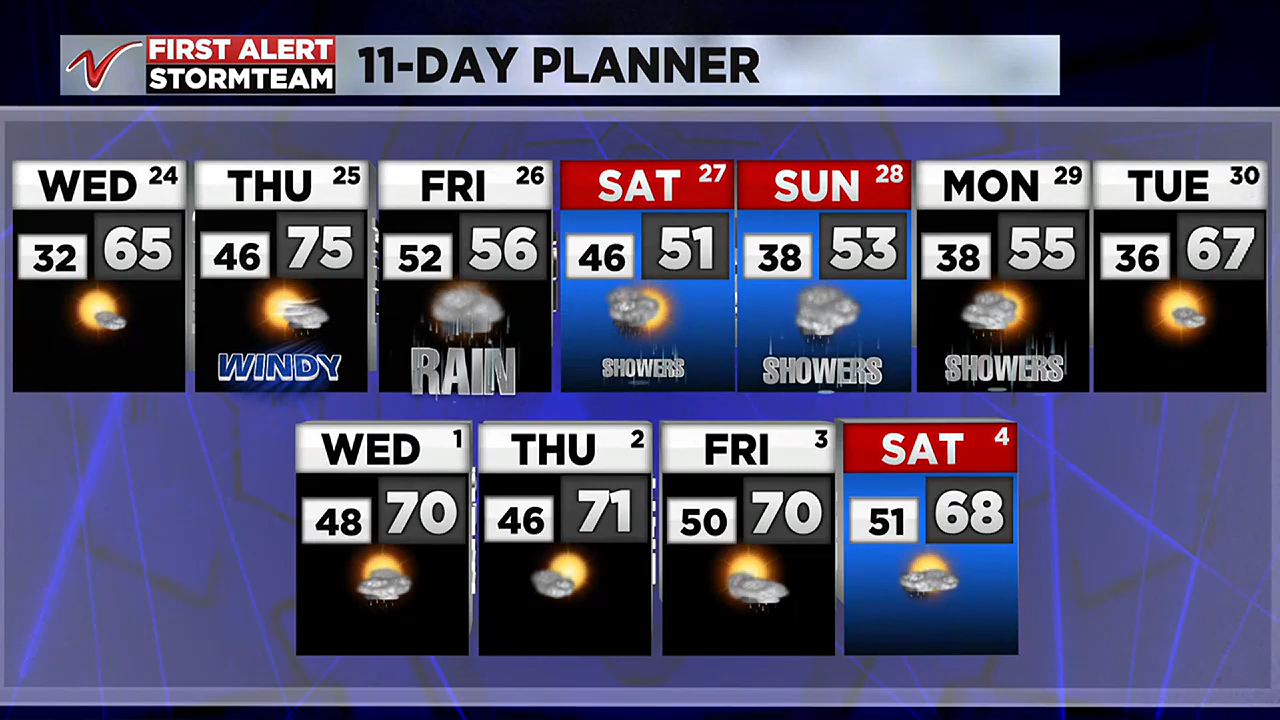 FIRST ALERT
STORMTEAM
11-DAY PLANNER
WED 24
32 65
THU 25
46 75
WINDY
FRI 26
52 56
RAIN
SAT 27
46 51
SHOWERS
SUN 28
38 53
SHOWERS
MON 29
38 55
SHOWERS
TUE 30
36 67
WED 1
48 70
THU 2
46 71
FRI 3
50 70
SAT 4
51 68